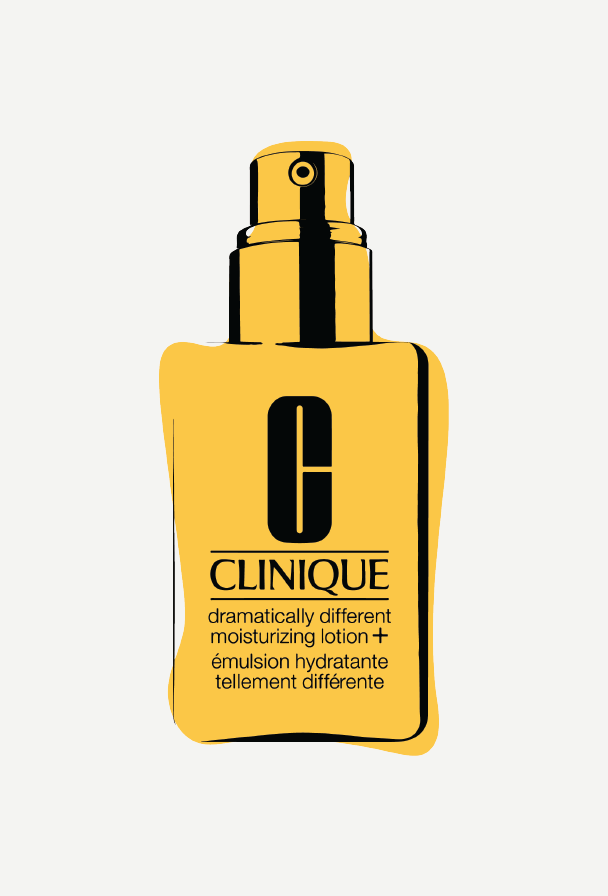 C
CLINIQUE
dramatically different
moisturizing lotion+
émulsion hydratante
tellement différente